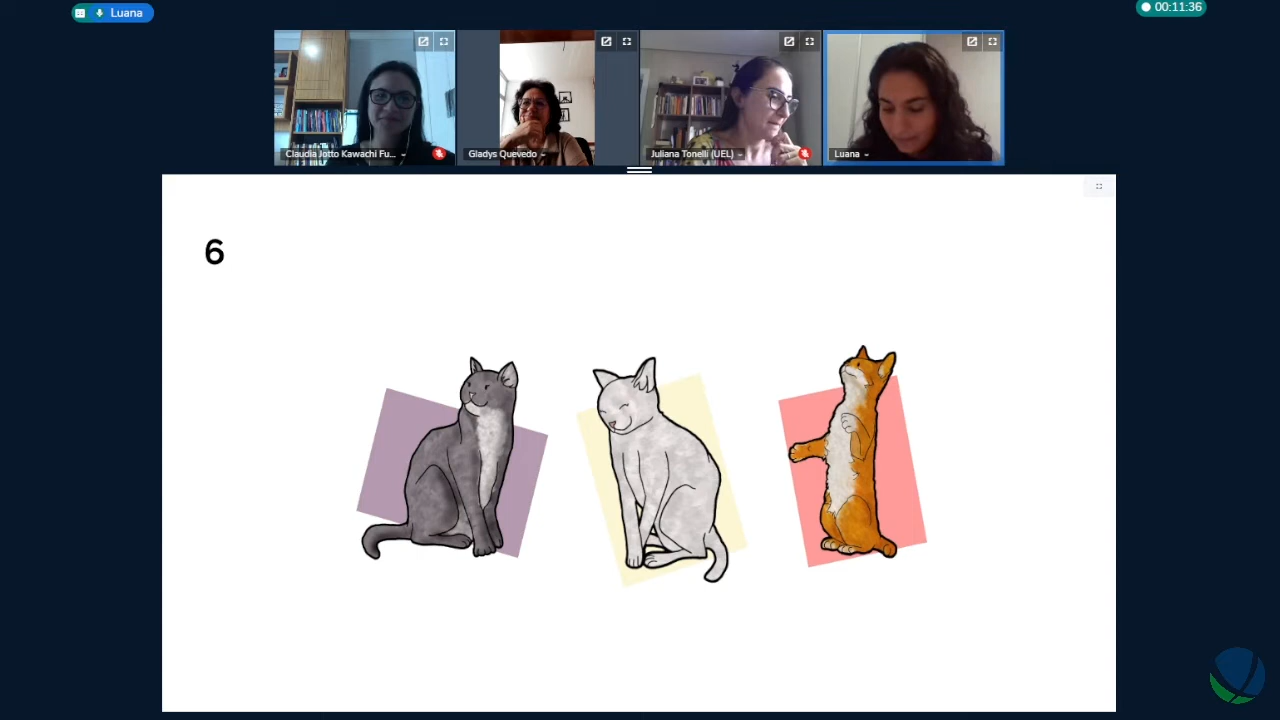 Luana
00:11:36
Claudia Jotto Kawachi Fu...
Gladys Quevedo
Juliana Tonelli (UEL)
Luana
6